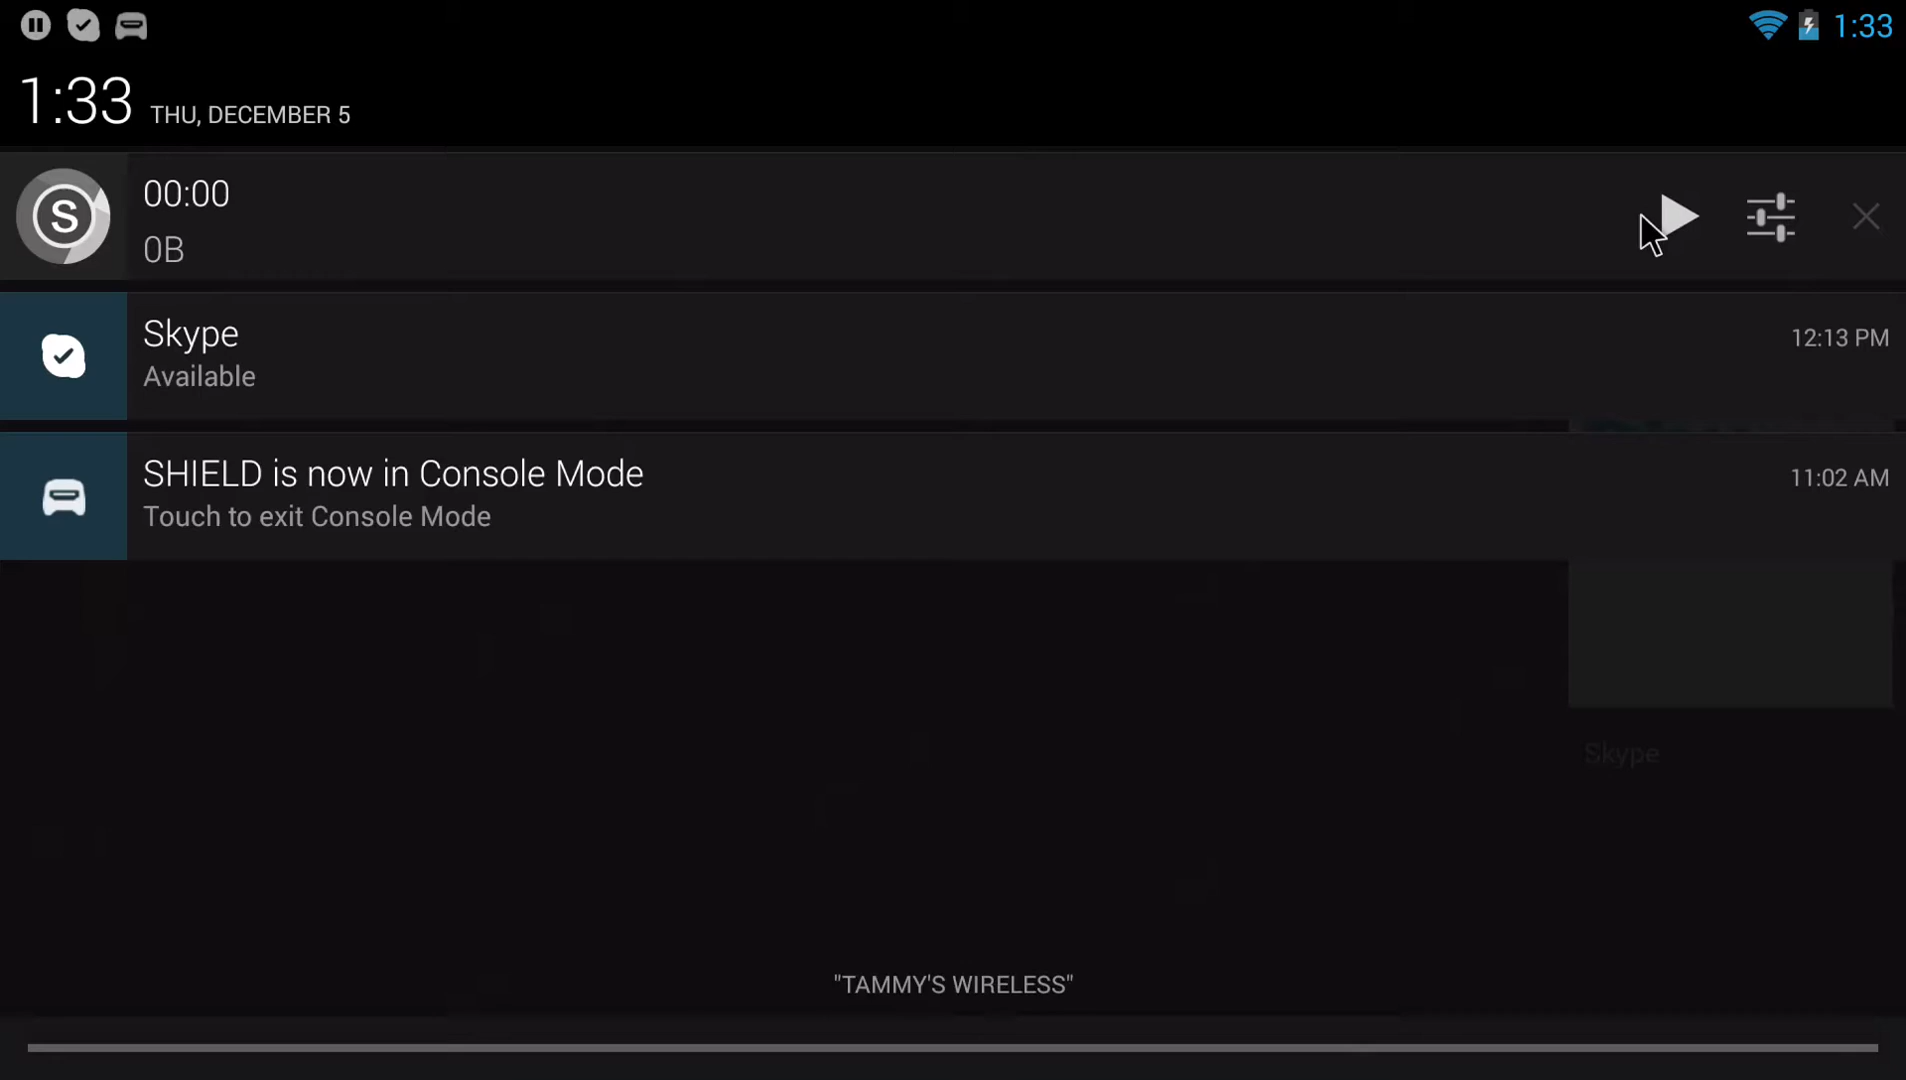 1:33
1:33 THU, DECEMBER 5
S
00:00
0B
Skype
12:13 PM
Available
SHIELD is now in Console Mode
11:02 AM
Touch to exit Console Mode
Skype
"TAMMY'S WIRELESS"